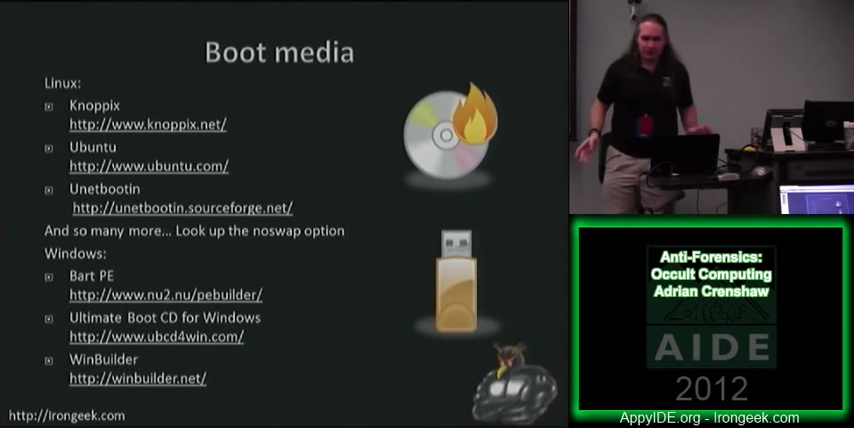 Boot media
Linux:
Knoppix
http://www.knoppix.net/
Ubuntu
http://www.ubuntu.com/
Unetbootin
http://unetbootin.sourceforge.net/
And so many more... Look up the noswap option
Windows:
Bart PE
http://www.nu2.nu/pebuilder/
Ultimate Boot CD for Windows
http://www.ubcd4win.com/
WinBuilder
http://winbuilder.net/
http://Irongeek.com
Anti-Forensics:
Occult Computing
Adrian Crenshaw
AIDE
2012
AppyIDE.org - Irongeek.com